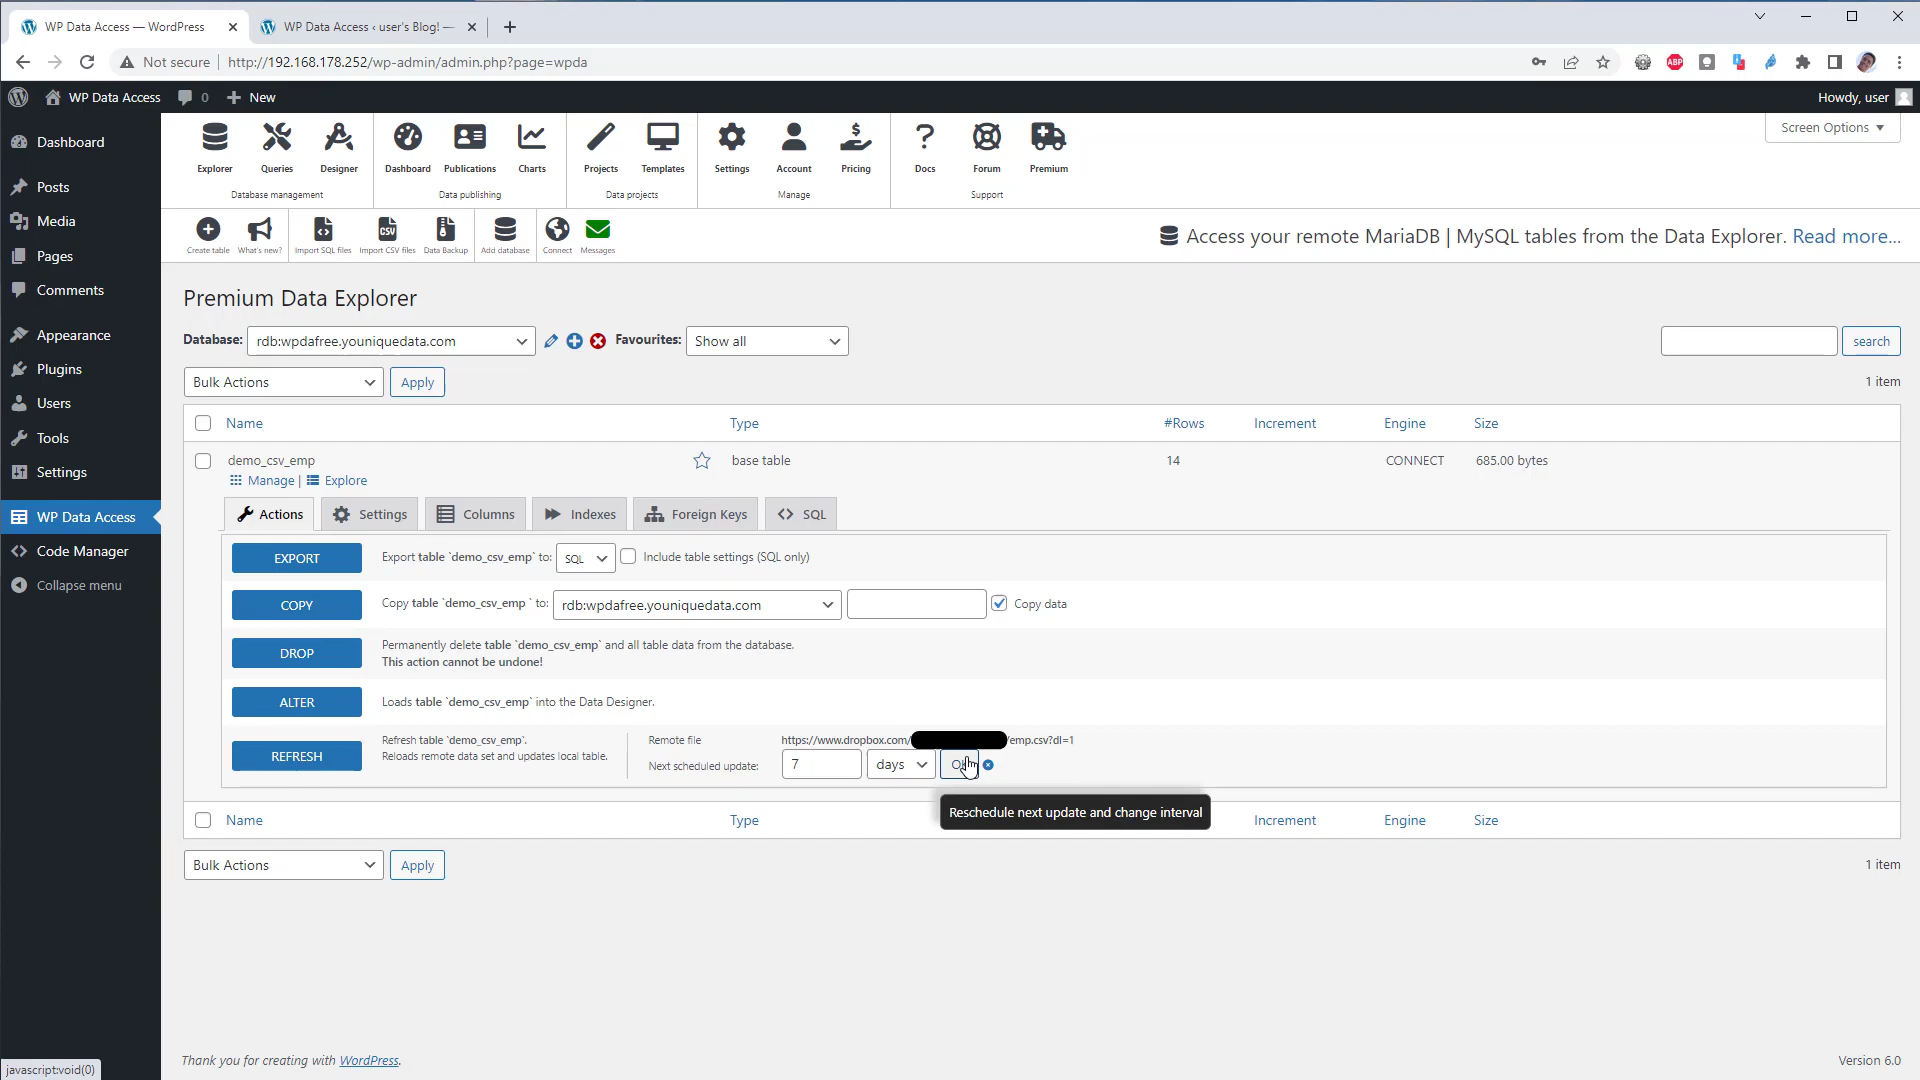 WP Data Access — WordPress
WP Data Access ‹ user's Blog! —
Not secure
http://192.168.178.252/wp-admin/admin.php?page=wpda
ABP
WP Data Access
0
New
Howdy, user
Screen Options
Dashboard
Posts
Media
Pages
Comments
Appearance
Plugins
Users
Tools
Settings
WP Data Access
Code Manager
Collapse menu
Explorer
Queries
Designer
Database management
Dashboard
Publications
Charts
Data publishing
Projects
Templates
Data projects
Settings
Account
Pricing
Manage
Docs
Forum
Premium
Support
Create table
What's new?
Import SQL files
CSV
Import CSV files
Data Backup
Add database
Connect
Messages
Access your remote MariaDB | MySQL tables from the Data Explorer. Read more...
Premium Data Explorer
Database: rdb:wpdafree.youniquedata.com
Favourites: Show all
search
Bulk Actions
Apply
1 item
Name Type #Rows Increment Engine Size
demo_csv_emp base table 14 CONNECT 685.00 bytes
Manage | Explore
Actions
Settings
Columns
Indexes
Foreign Keys
SQL
EXPORT
Export table `demo_csv_emp` to: SQL Include table settings (SQL only)
COPY
Copy table `demo_csv_emp ` to: rdb:wpdafree.youniquedata.com Copy data
DROP
Permanently delete table `demo_csv_emp` and all table data from the database.
This action cannot be undone!
ALTER
Loads table `demo_csv_emp` into the Data Designer.
REFRESH
Refresh table `demo_csv_emp`.
Reloads remote data set and updates local table.
Remote file https://www.dropbox.com/ /emp.csv?dl=1
Next scheduled update: 7 days
Reschedule next update and change interval
Name Type Increment Engine Size
Bulk Actions
Apply
1 item
Thank you for creating with WordPress.
Version 6.0
javascript:void(0)